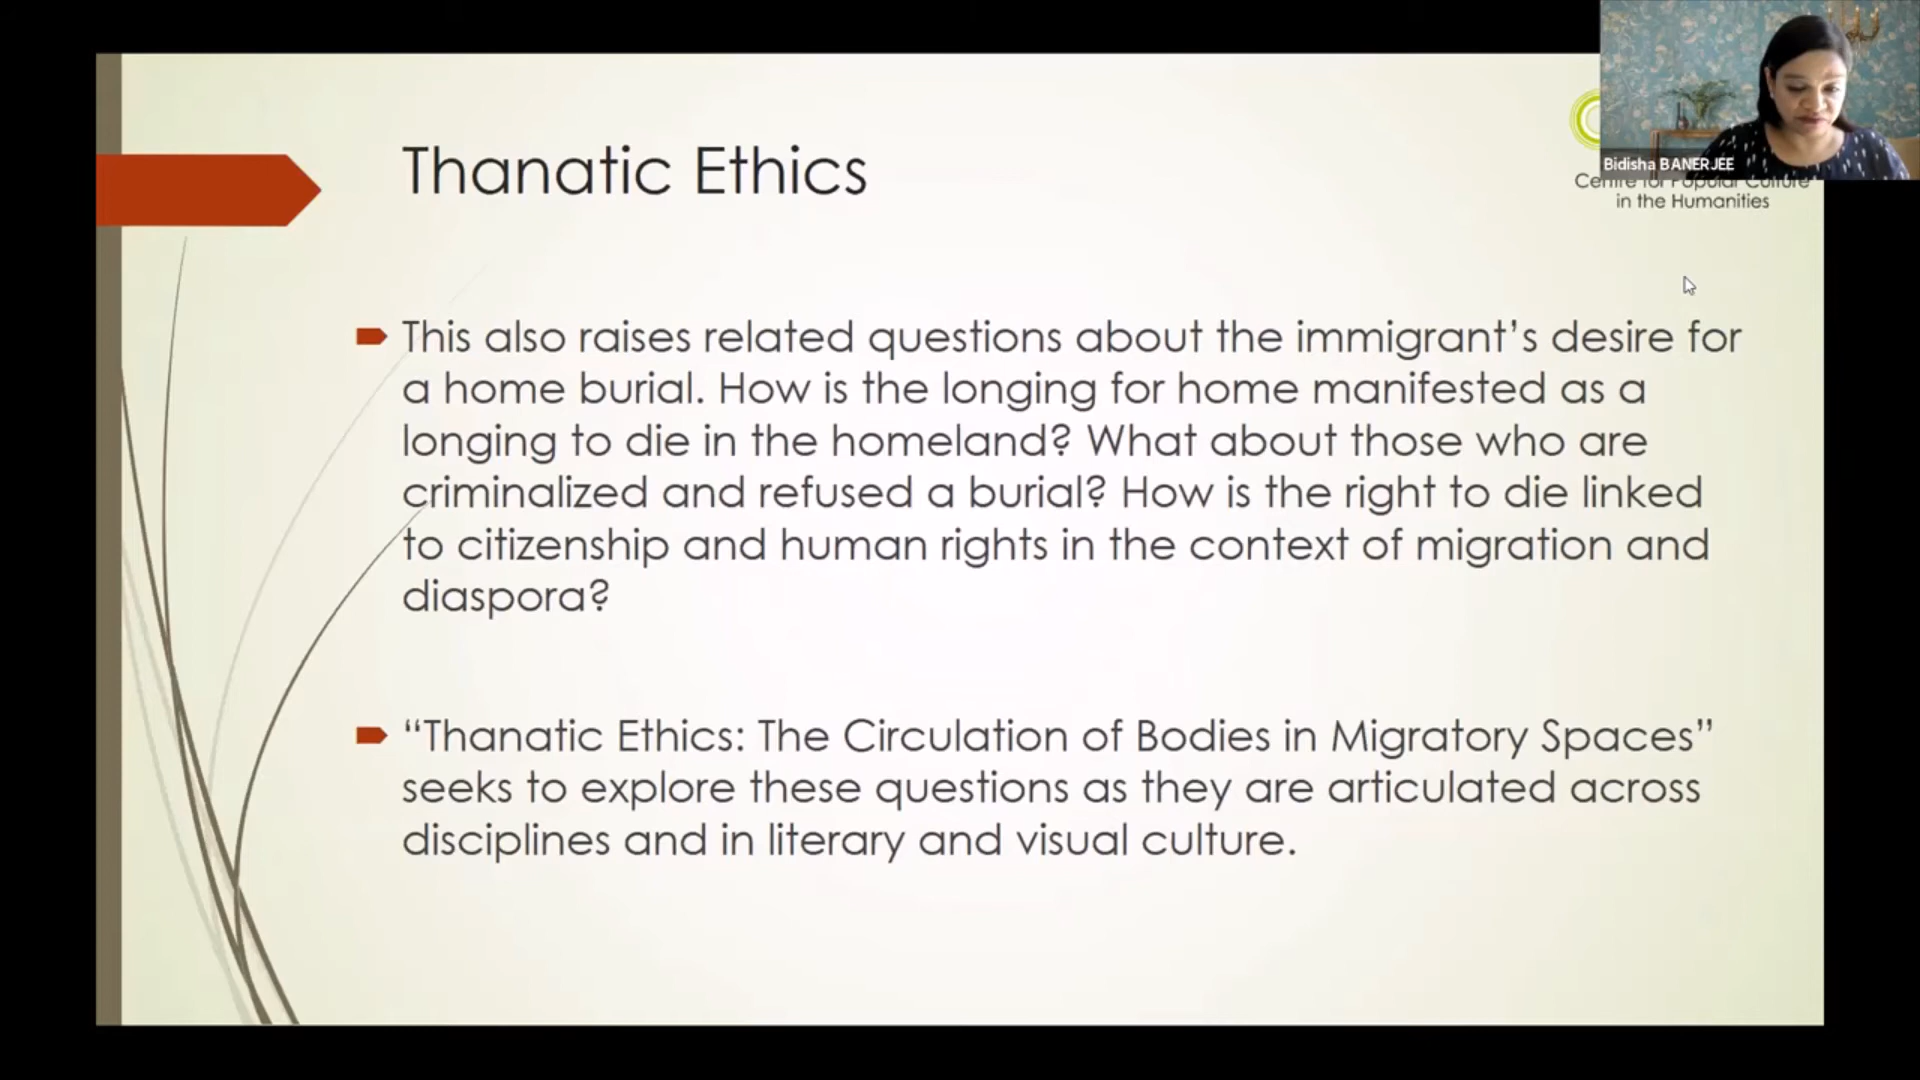 Thanatic Ethics
Bidisha BANERJEE
Centre for Popular Culture
in the Humanities
This also raises related questions about the immigrant’s desire for
a home burial. How is the longing for home manifested as a
longing to die in the homeland? What about those who are
criminalized and refused a burial? How is the right to die linked
to citizenship and human rights in the context of migration and
diaspora?
“Thanatic Ethics: The Circulation of Bodies in Migratory Spaces”
seeks to explore these questions as they are articulated across
disciplines and in literary and visual culture.